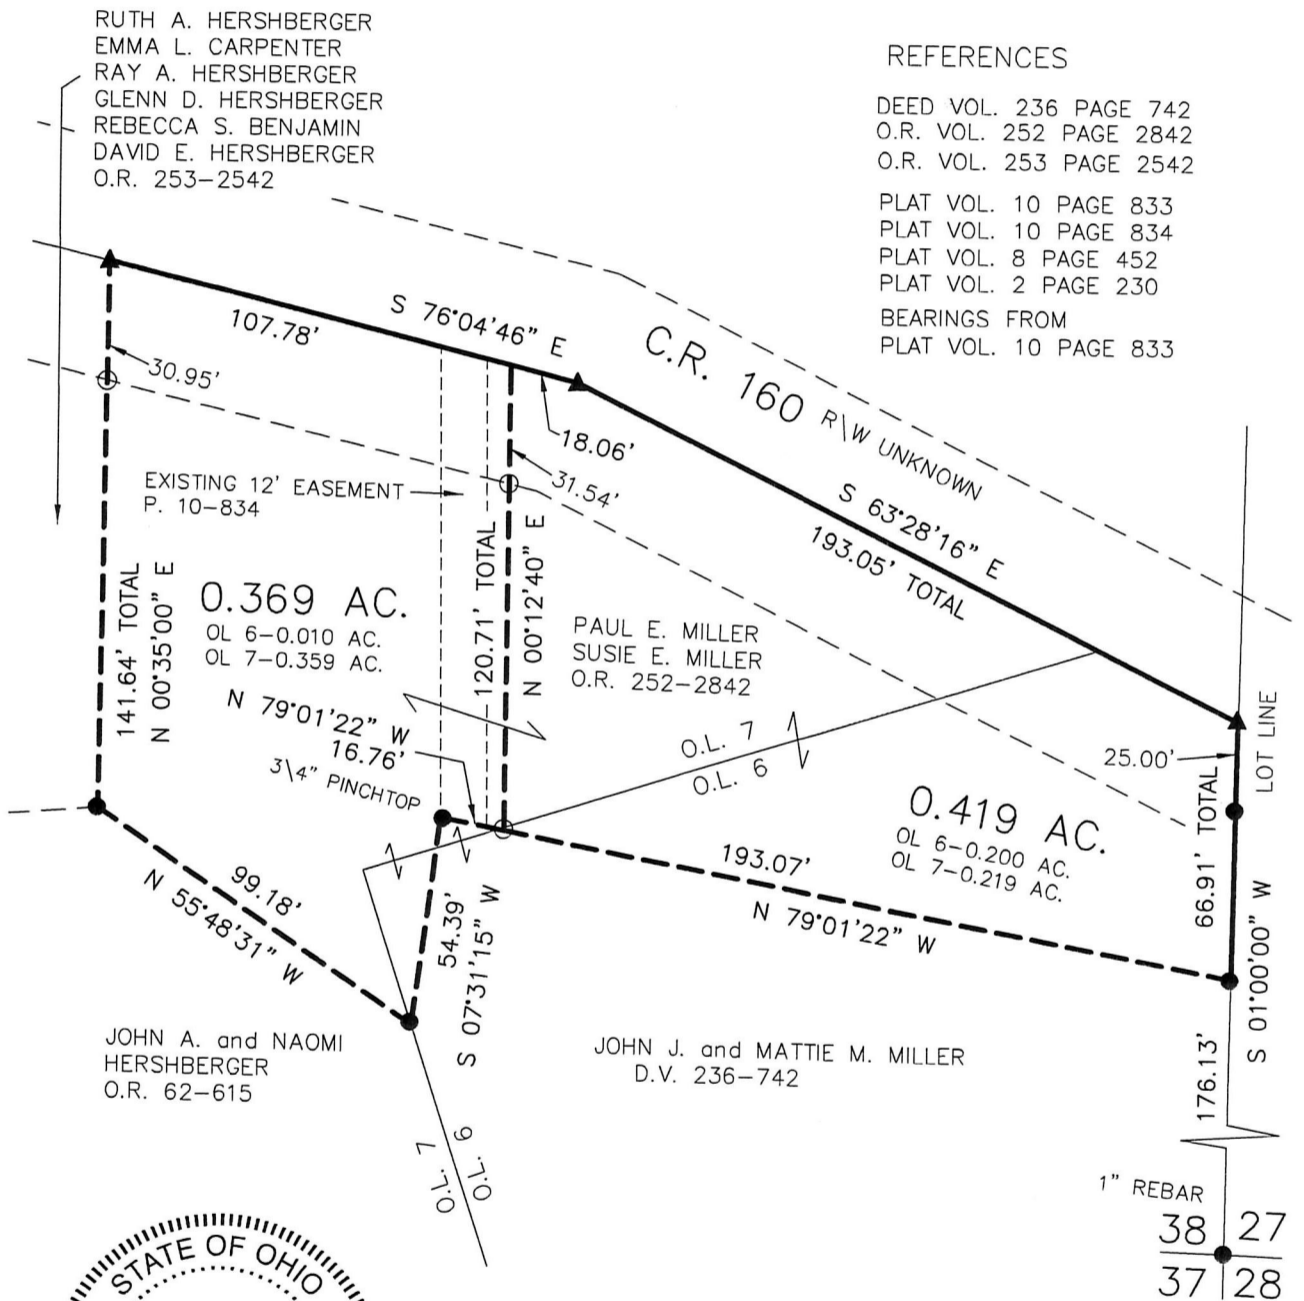 RUTH A. HERSHBERGER
EMMA L. CARPENTER
RAY A. HERSHBERGER
GLENN D. HERSHBERGER
REBECCA S. BENJAMIN
DAVID E. HERSHBERGER
O.R. 253-2542
REFERENCES
DEED VOL. 236 PAGE 742
O.R. VOL. 252 PAGE 2842
O.R. VOL. 253 PAGE 2542
PLAT VOL. 10 PAGE 833
PLAT VOL. 10 PAGE 834
PLAT VOL. 8 PAGE 452
PLAT VOL. 2 PAGE 230
BEARINGS FROM
PLAT VOL. 10 PAGE 833
S 76°04'46" E
107.78'
30.95'
C.R. 160 R\W UNKNOWN
18.06'
31.54'
EXISTING 12' EASEMENT
P. 10-834
S 63°28'16" E
193.05' TOTAL
141.64' TOTAL
N 00°35'00" E
0.369 AC.
OL 6-0.010 AC.
OL 7-0.359 AC.
120.71' TOTAL
N 00°12'40" E
PAUL E. MILLER
SUSIE E. MILLER
O.R. 252-2842
N 79°01'22" W
16.76'
3\4" PINCHTOP
O.L. 7
O.L. 6
25.00'
LOT LINE
0.419 AC.
OL 6-0.200 AC.
OL 7-0.219 AC.
66.91' TOTAL
S 01°00'00" W
193.07'
N 79°01'22" W
99.18'
N 55°48'31" W
54.39'
S 07°31'15" W
JOHN A. and NAOMI
HERSHBERGER
O.R. 62-615
JOHN J. and MATTIE M. MILLER
D.V. 236-742
176.13'
O.L. 7
O.L. 6
1" REBAR
38 27
37 28
STATE OF OHIO